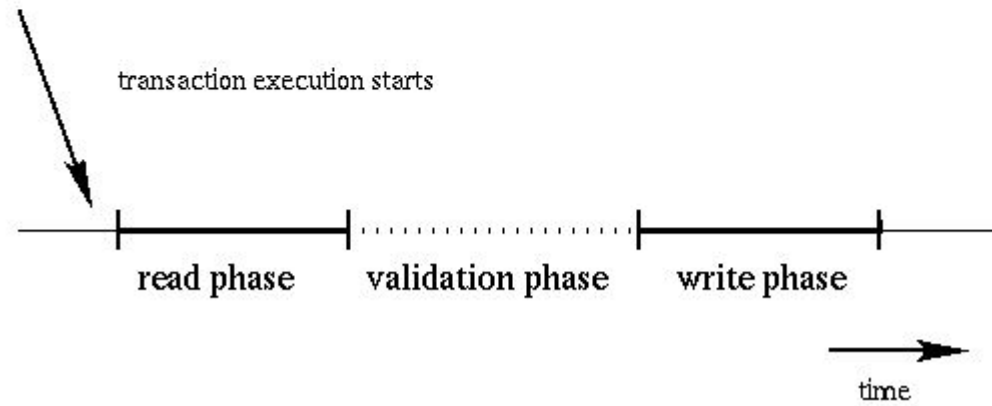 transaction execution starts
read phase
validation phase
write phase
time